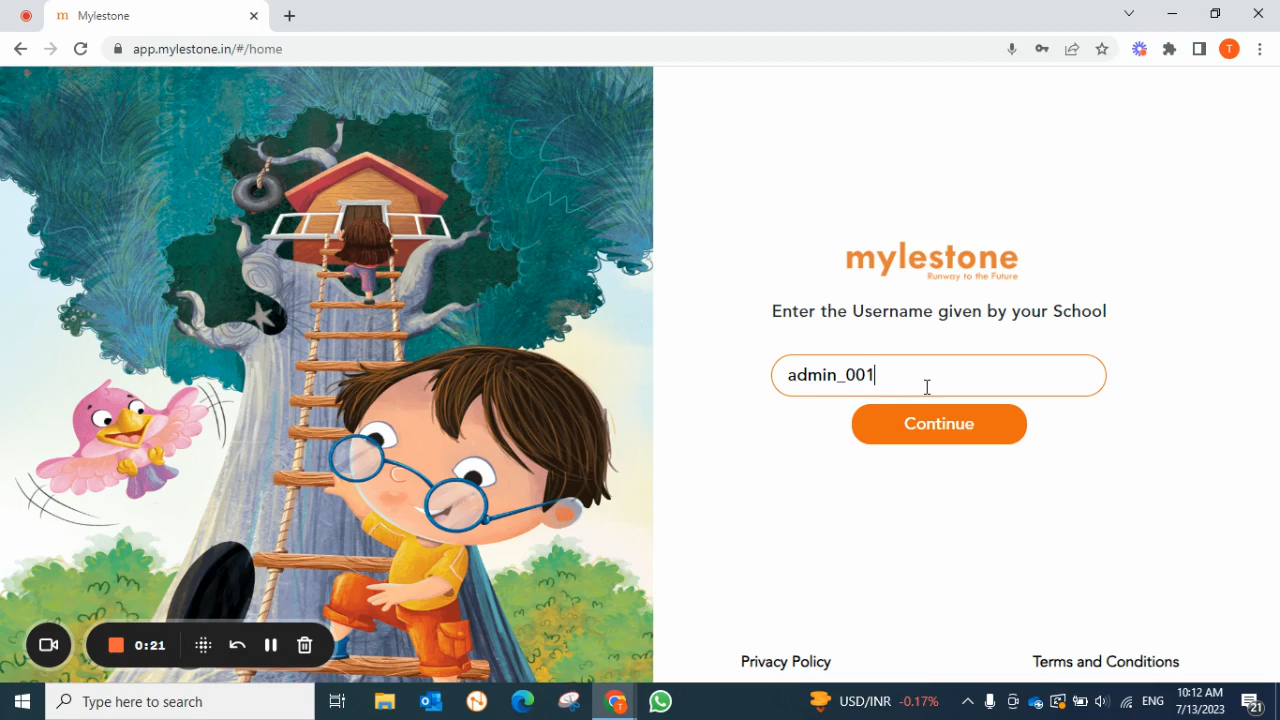 m Mylestone
app.mylestone.in/#/home
T
mylestone
Runway to the Future
Enter the Username given by your School
admin_001
Continue
0:21
Privacy Policy
Terms and Conditions
Type here to search
USD/INR -0.17%
ENG
10:12 AM
7/13/2023
21